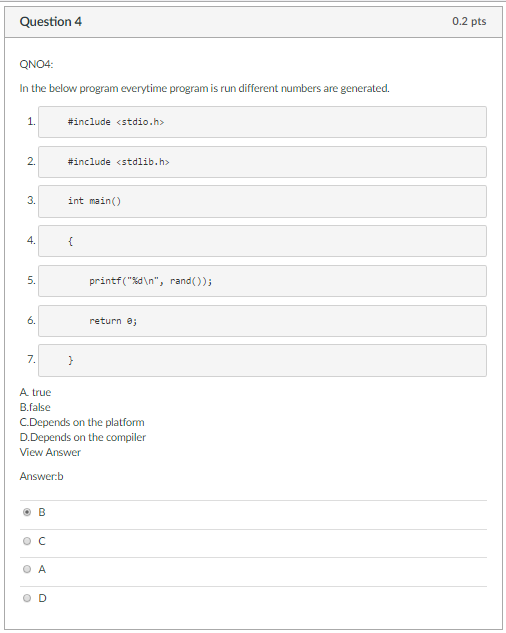 Question 4
0.2 pts
QNO4:
In the below program everytime program is run different numbers are generated.
1. #include <stdio.h>
2. #include <stdlib.h>
3. int main()
4. {
5. printf("%d\n", rand());
6. return 0;
7. }
A. true
B.false
C.Depends on the platform
D.Depends on the compiler
View Answer
Answer:b
B
C
A
D